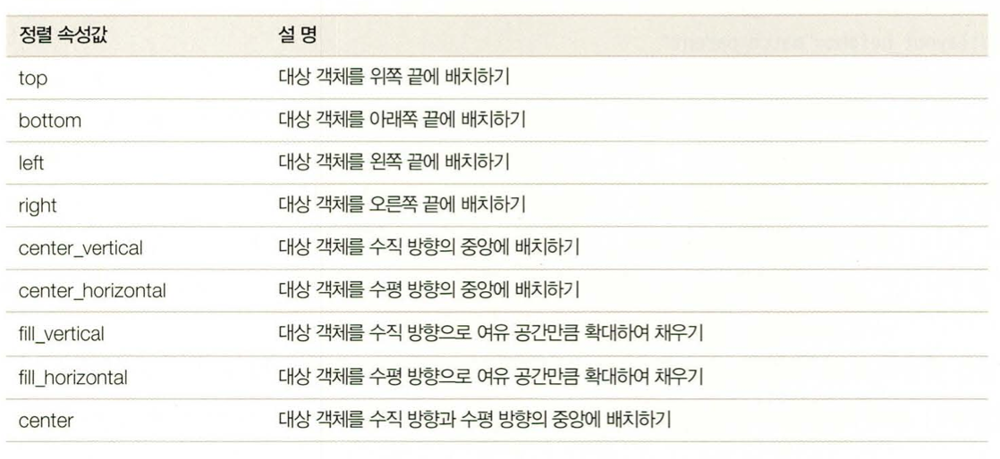 정렬 속성값 설 명
top 대상 객체를 위쪽 끝에 배치하기
bottom 대상 객체를 아래쪽 끝에 배치하기
left 대상 객체를 왼쪽 끝에 배치하기
right 대상 객체를 오른쪽 끝에 배치하기
center_vertical 대상 객체를 수직 방향의 중앙에 배치하기
center_horizontal 대상 객체를 수평 방향의 중앙에 배치하기
fill_vertical 대상 객체를 수직 방향으로 여유 공간만큼 확대하여 채우기
fill_horizontal 대상 객체를 수평 방향으로 여유 공간만큼 확대하여 채우기
center 대상 객체를 수직 방향과 수평 방향의 중앙에 배치하기